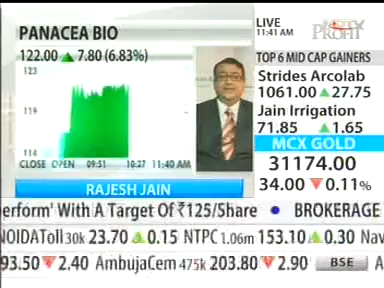 PANACEA BIO
122.00 ▲ 7.80 (6.83%)
123
119
114
CLOSE OPEN 09:51 10:37 11:40 AM
RAJESH JAIN
LIVE
11:41 AM
PROFIT
TOP 6 MID CAP GAINERS
Strides Arcolab
1061.00 ▲ 27.75
Jain Irrigation
71.85 ▲ 1.65
MCX GOLD
31174.00
34.00 ▼ 0.11%
perform' With A Target Of ₹125/Share ● BROKERAGE
NOIDAToll 30k 23.70 ▲ 0.15 NTPC 1.06m 153.10 ▲ 0.30 Nav
93.50 ▼ 2.40 AmbujaCem 475k 203.80 ▼ 2.90 BSE